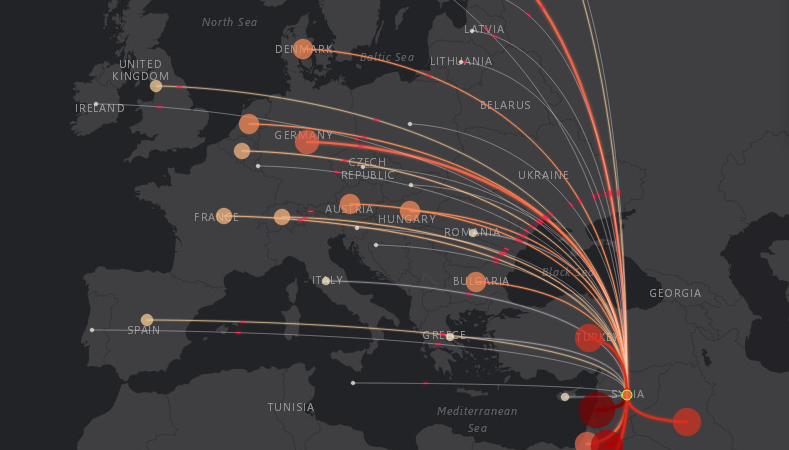 North Sea
LATVIA
DENMARK
Baltic Sea
LITHUANIA
UNITED
KINGDOM
IRELAND
BELARUS
GERMANY
CZECH
REPUBLIC
UKRAINE
AUSTRIA
FRANCE
HUNGARY
ROMANIA
Black Sea
ITALY
BULGARIA
GEORGIA
SPAIN
GREECE
TURKEY
SYRIA
TUNISIA
Mediterranean
Sea